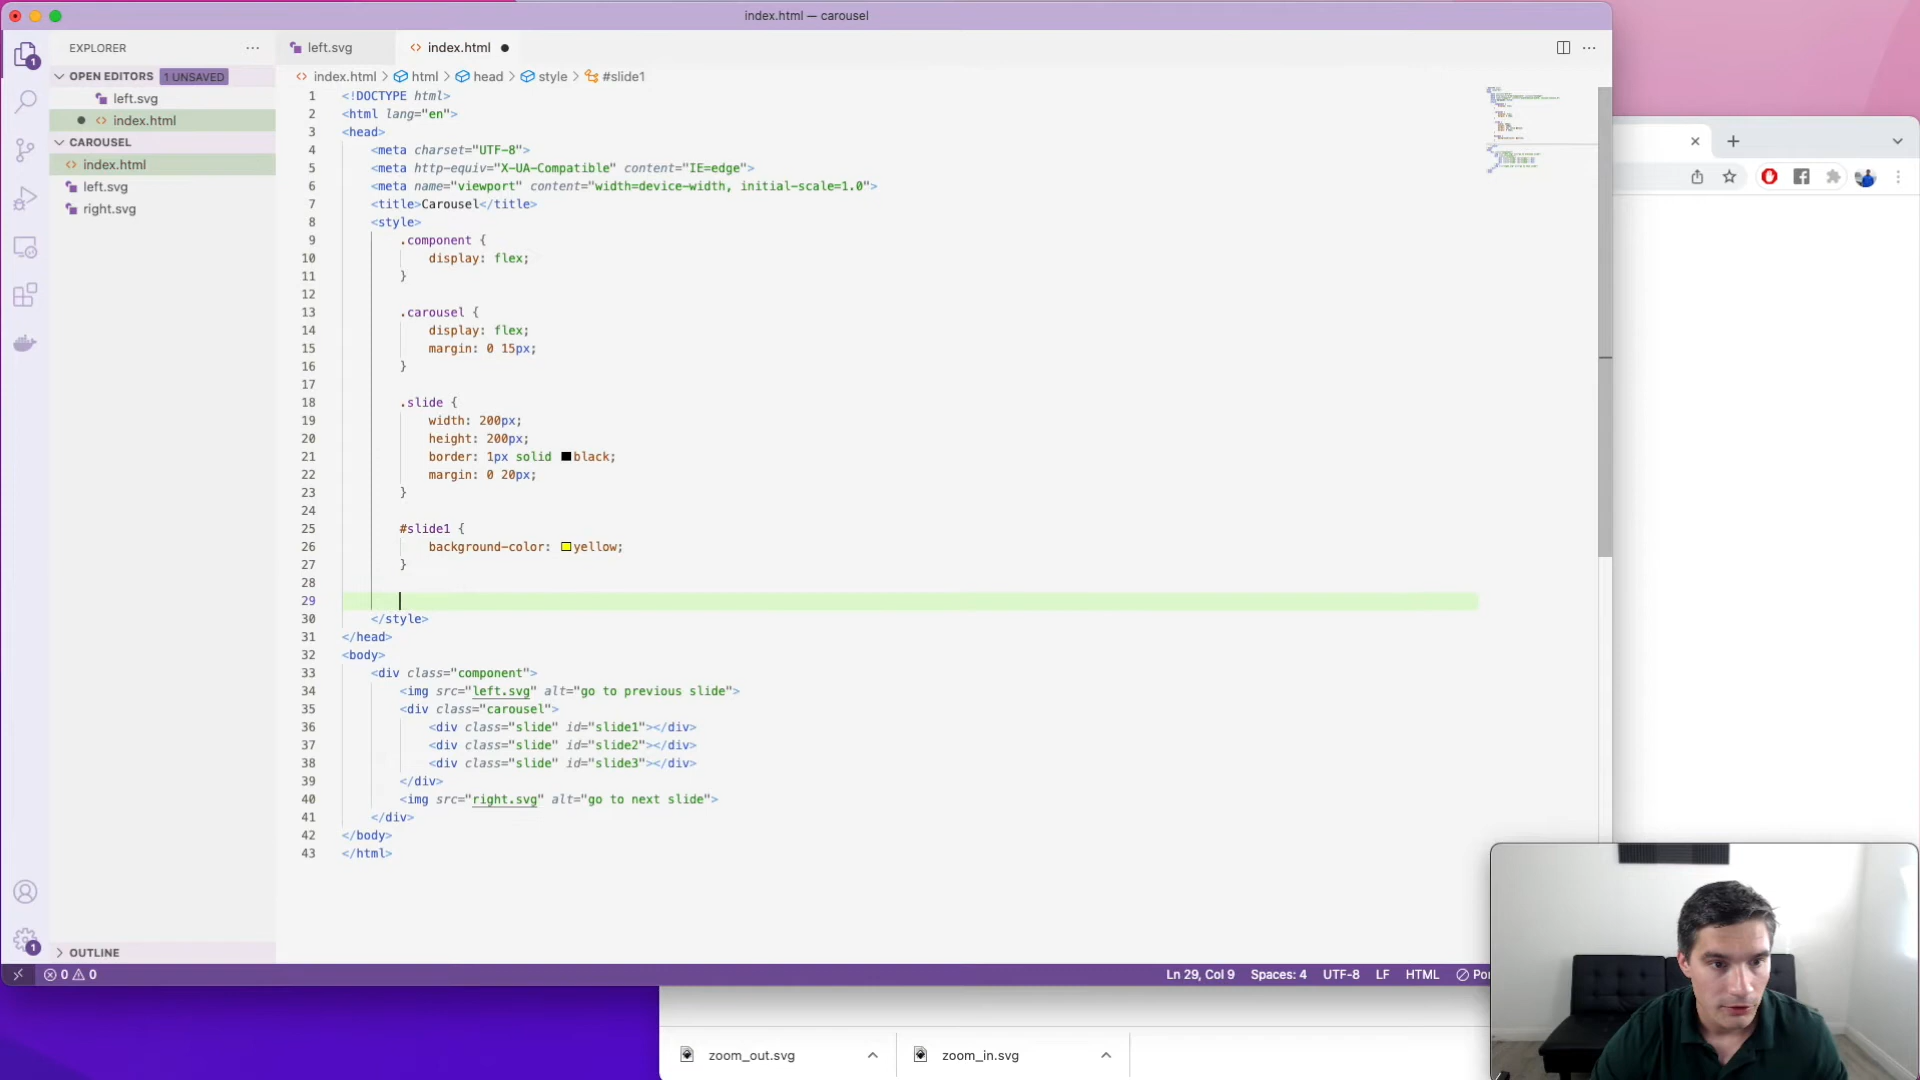 index.html — carousel
EXPLORER
left.svg
index.html
OPEN EDITORS
1 UNSAVED
left.svg
index.html
CAROUSEL
index.html
left.svg
right.svg
index.html > html > head > style > #slide1
1 <!DOCTYPE html>
2 <html lang="en">
3 <head>
4 <meta charset="UTF-8">
5 <meta http-equiv="X-UA-Compatible" content="IE=edge">
6 <meta name="viewport" content="width=device-width, initial-scale=1.0">
7 <title>Carousel</title>
8 <style>
9 .component {
10 display: flex;
11 }
12
13 .carousel {
14 display: flex;
15 margin: 0 15px;
16 }
17
18 .slide {
19 width: 200px;
20 height: 200px;
21 border: 1px solid black;
22 margin: 0 20px;
23 }
24
25 #slide1 {
26 background-color: yellow;
27 }
28
29
30 </style>
31 </head>
32 <body>
33 <div class="component">
34 <img src="left.svg" alt="go to previous slide">
35 <div class="carousel">
36 <div class="slide" id="slide1"></div>
37 <div class="slide" id="slide2"></div>
38 <div class="slide" id="slide3"></div>
39 </div>
40 <img src="right.svg" alt="go to next slide">
41 </div>
42 </body>
43 </html>
1
1
OUTLINE
0 0
Ln 29, Col 9
Spaces: 4
UTF-8
LF
HTML
Po
zoom_out.svg
zoom_in.svg